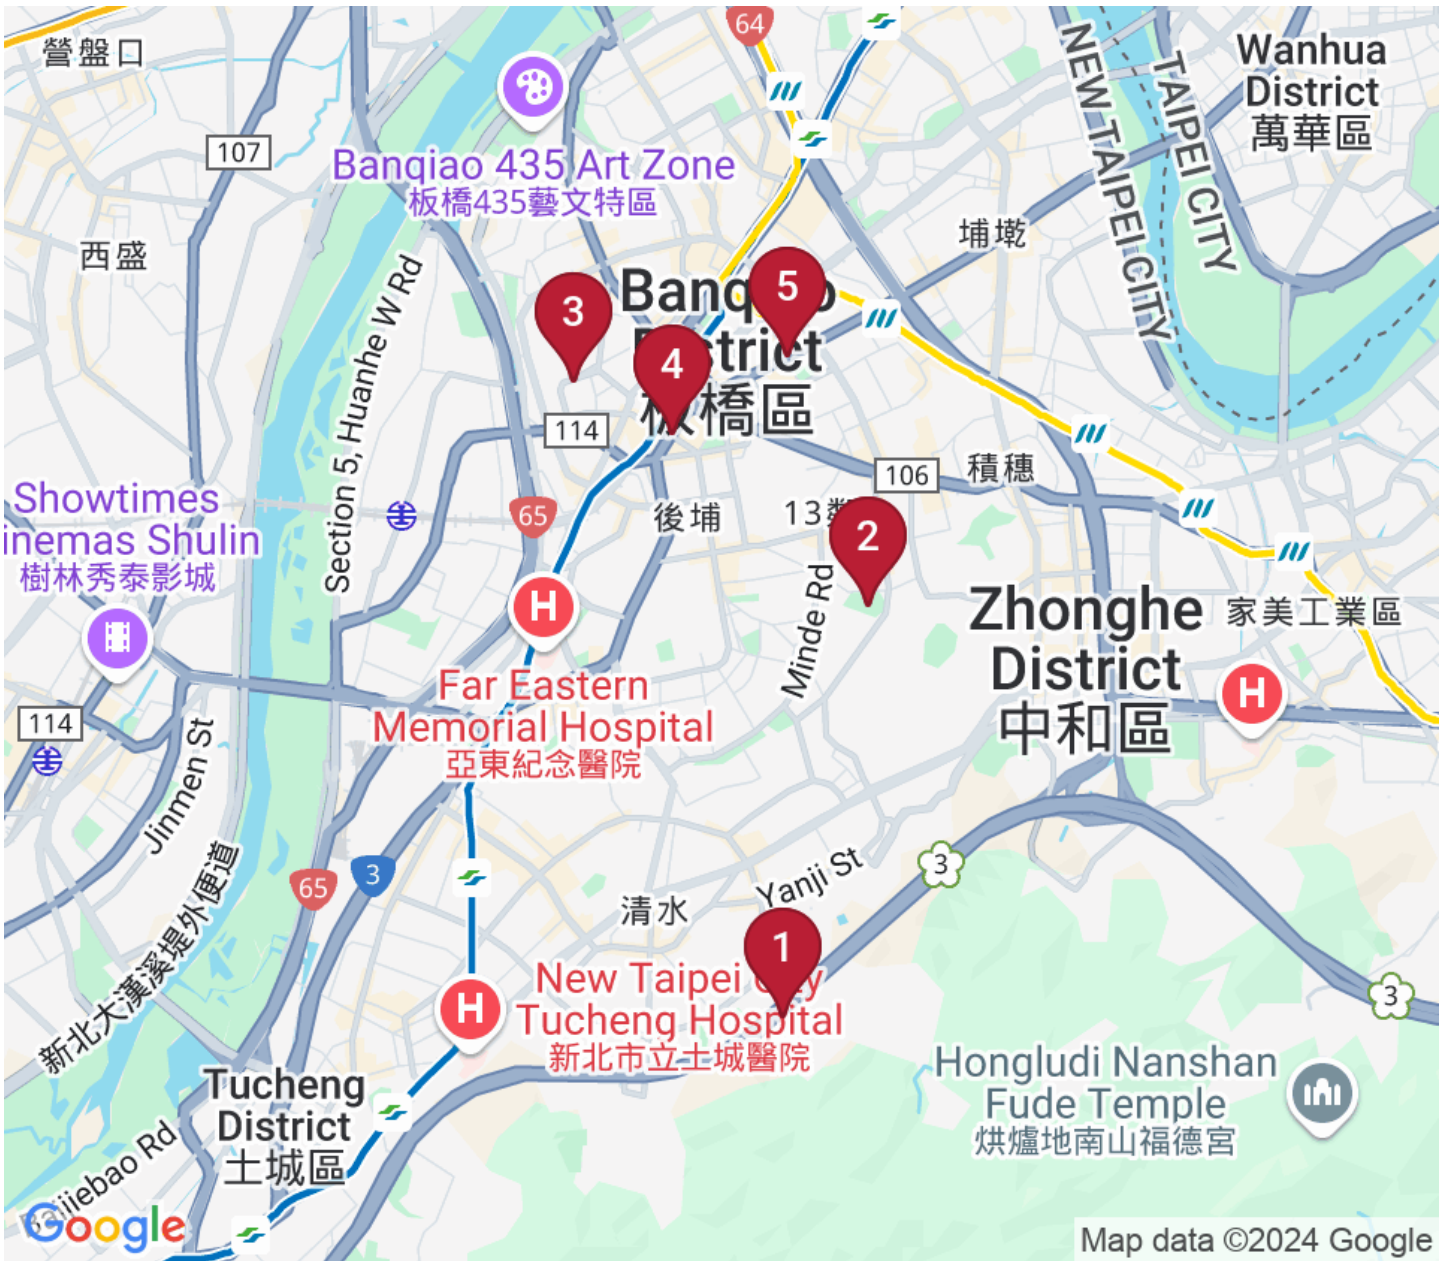 64
營盤口
Wanhua
District
萬華區
NEW TAIPEI CITY
TAIPEI CITY
107
Banqiao 435 Art Zone
板橋435藝文特區
西盛
埔墘
Section 5, Huanhe W Rd
3
5
4
2
1
板橋區
114
106
積穗
Showtimes
樹林秀泰影城
65
後埔
Minde Rd
Zhonghe
District
中和區
家美工業區
H
Far Eastern
Memorial Hospital
亞東紀念醫院
H
114
Jinmen St
65
3
Yanji St
3
清水
新北大漢溪堤外便道
H
New Taipei
Tucheng Hospital
新北市立土城醫院
3
Hongludi Nanshan
Fude Temple
烘爐地南山福德宮
Tucheng
District
土城區
Google
Map data ©2024 Google